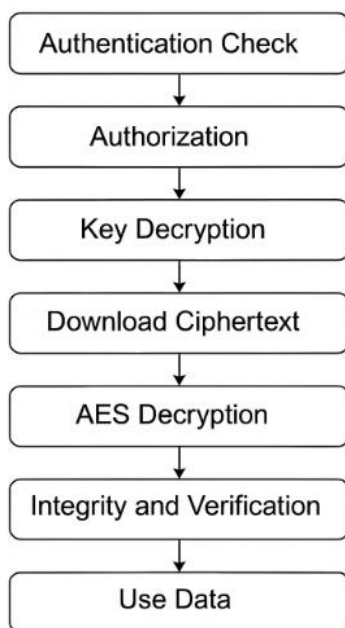 Authentication Check
Authorization
Key Decryption
Download Ciphertext
AES Decryption
Integrity and Verification
Use Data